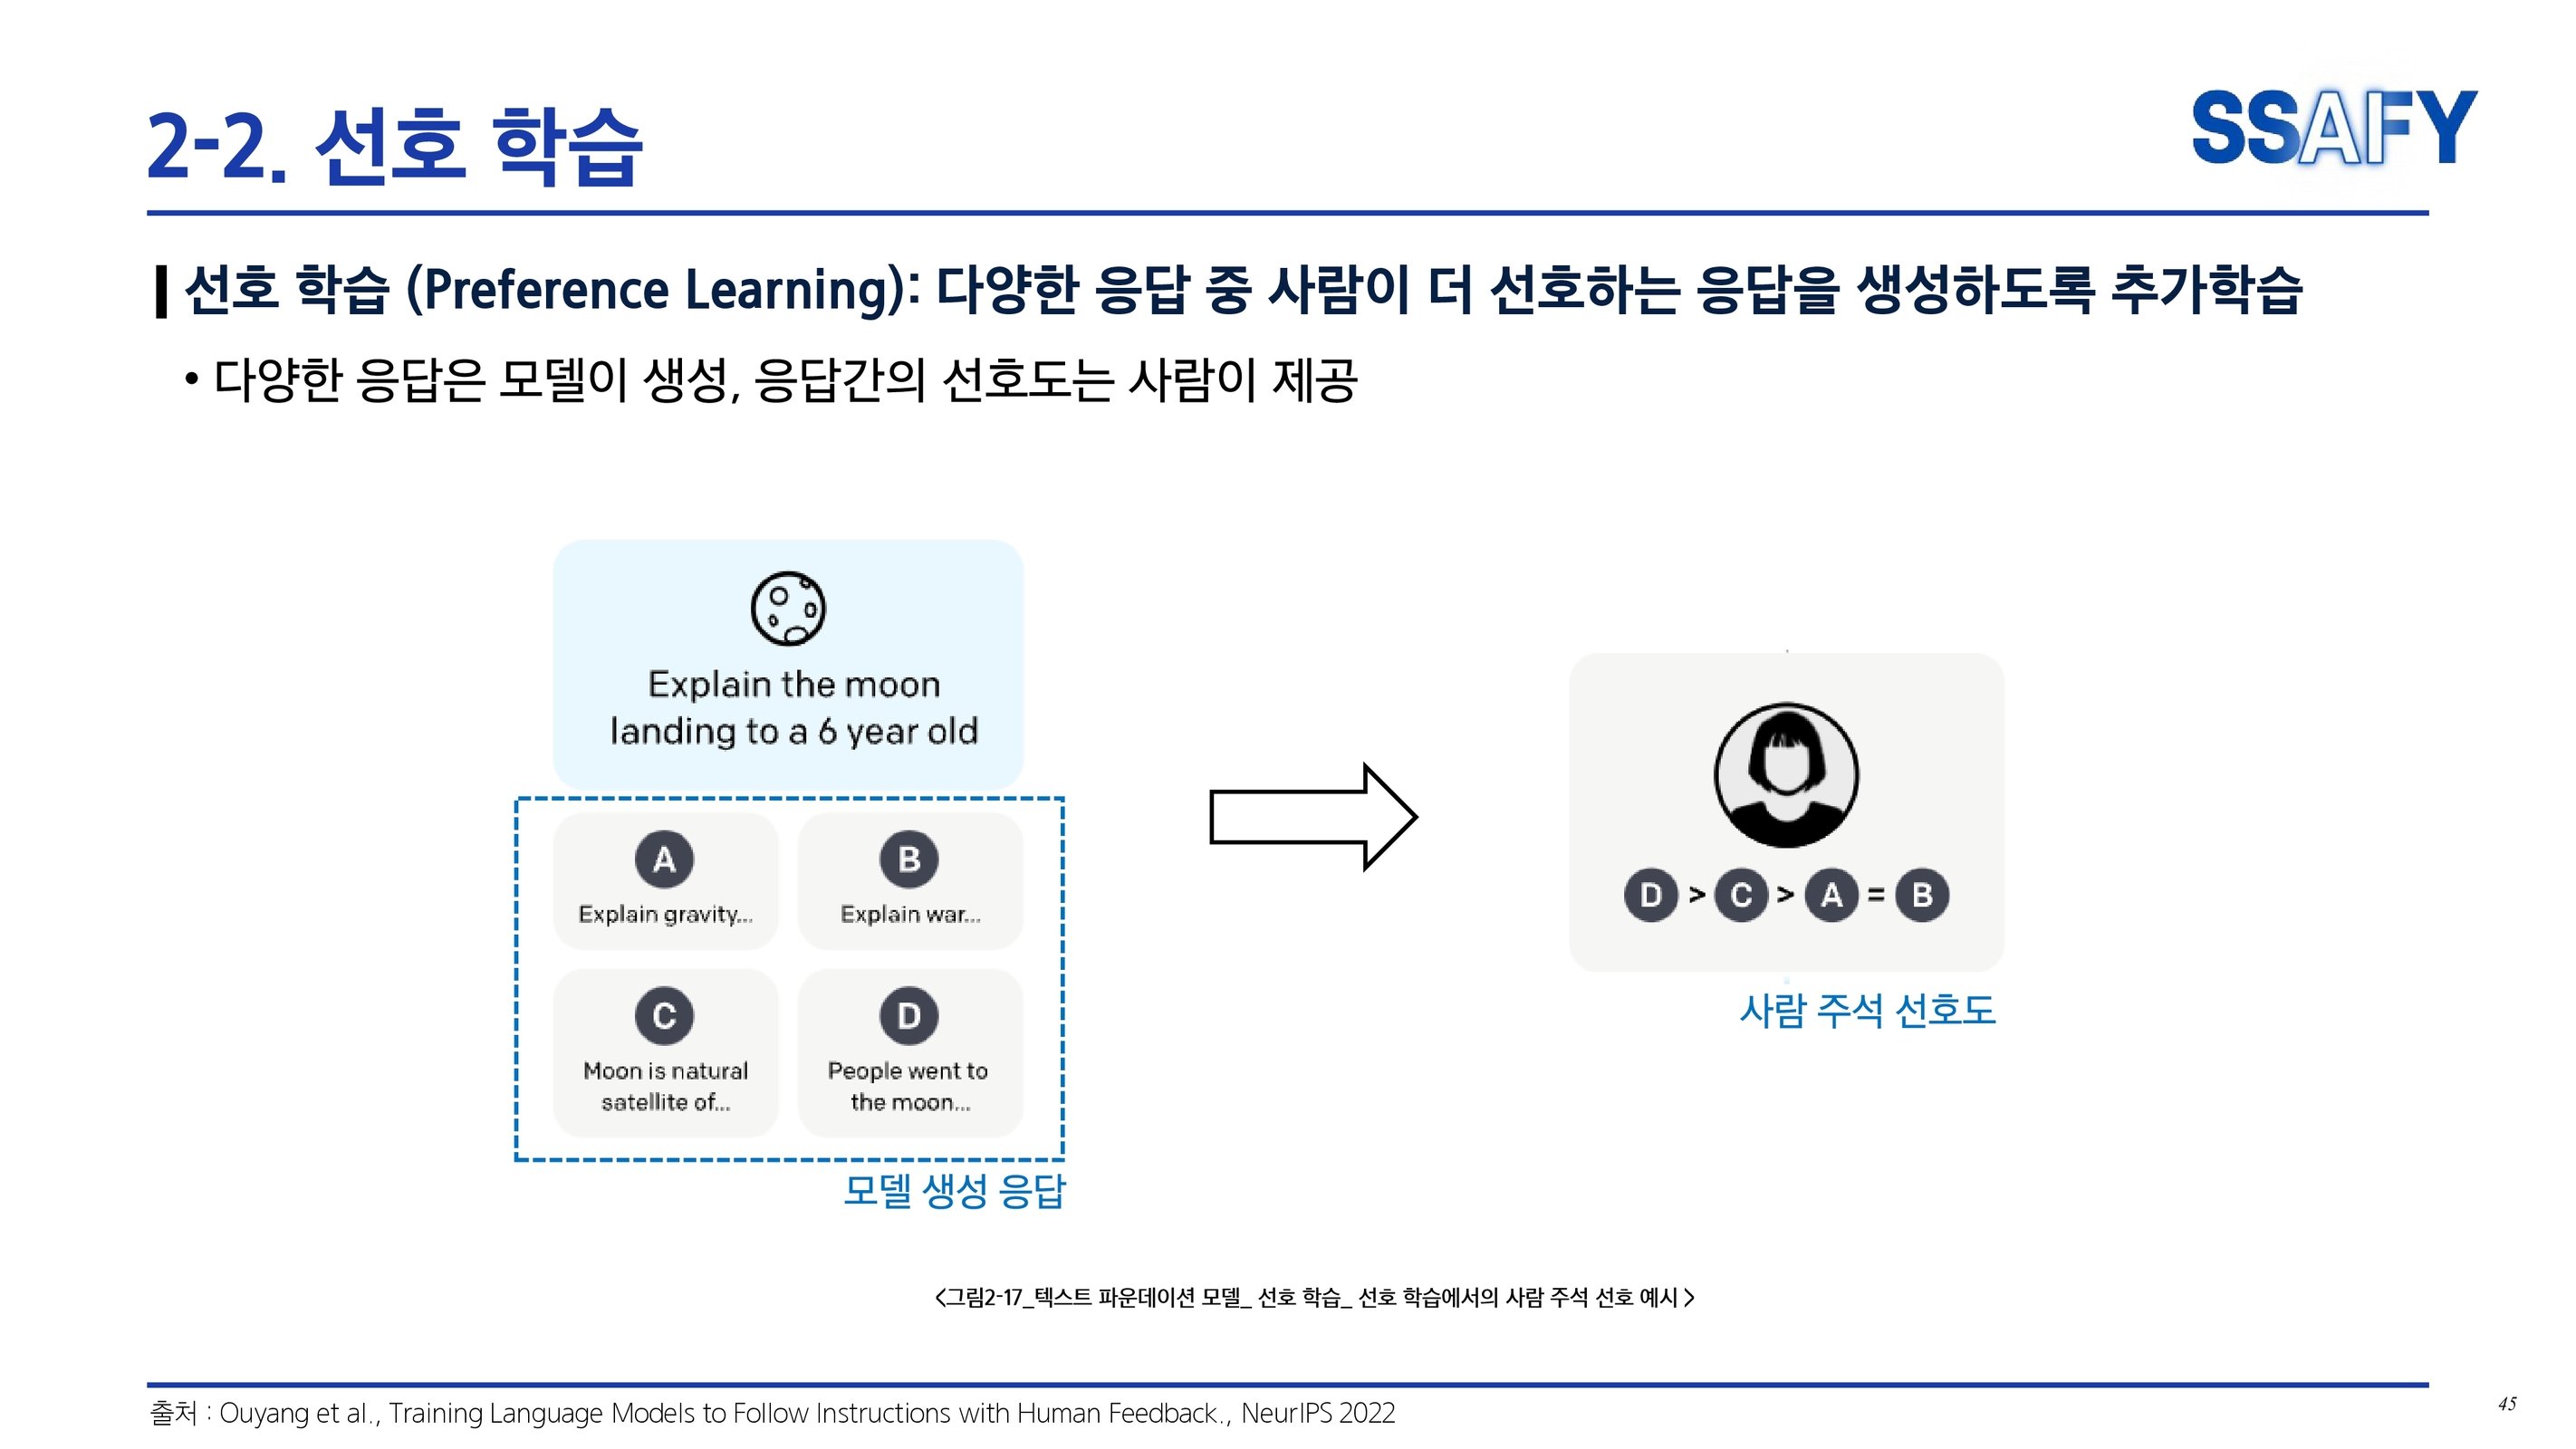 2-2. 선호 학습
SSAFY
선호 학습 (Preference Learning): 다양한 응답 중 사람이 더 선호하는 응답을 생성하도록 추가학습
• 다양한 응답은 모델이 생성, 응답간의 선호도는 사람이 제공
Explain the moon
landing to a 6 year old
A
Explain gravity...
B
Explain war...
C
Moon is natural
satellite of...
D
People went to
the moon...
모델 생성 응답
D > C > A = B
사람 주석 선호도
<그림2-17_텍스트 파운데이션 모델_ 선호 학습_ 선호 학습에서의 사람 주석 선호 예시 >
출처 : Ouyang et al., Training Language Models to Follow Instructions with Human Feedback., NeurIPS 2022
45